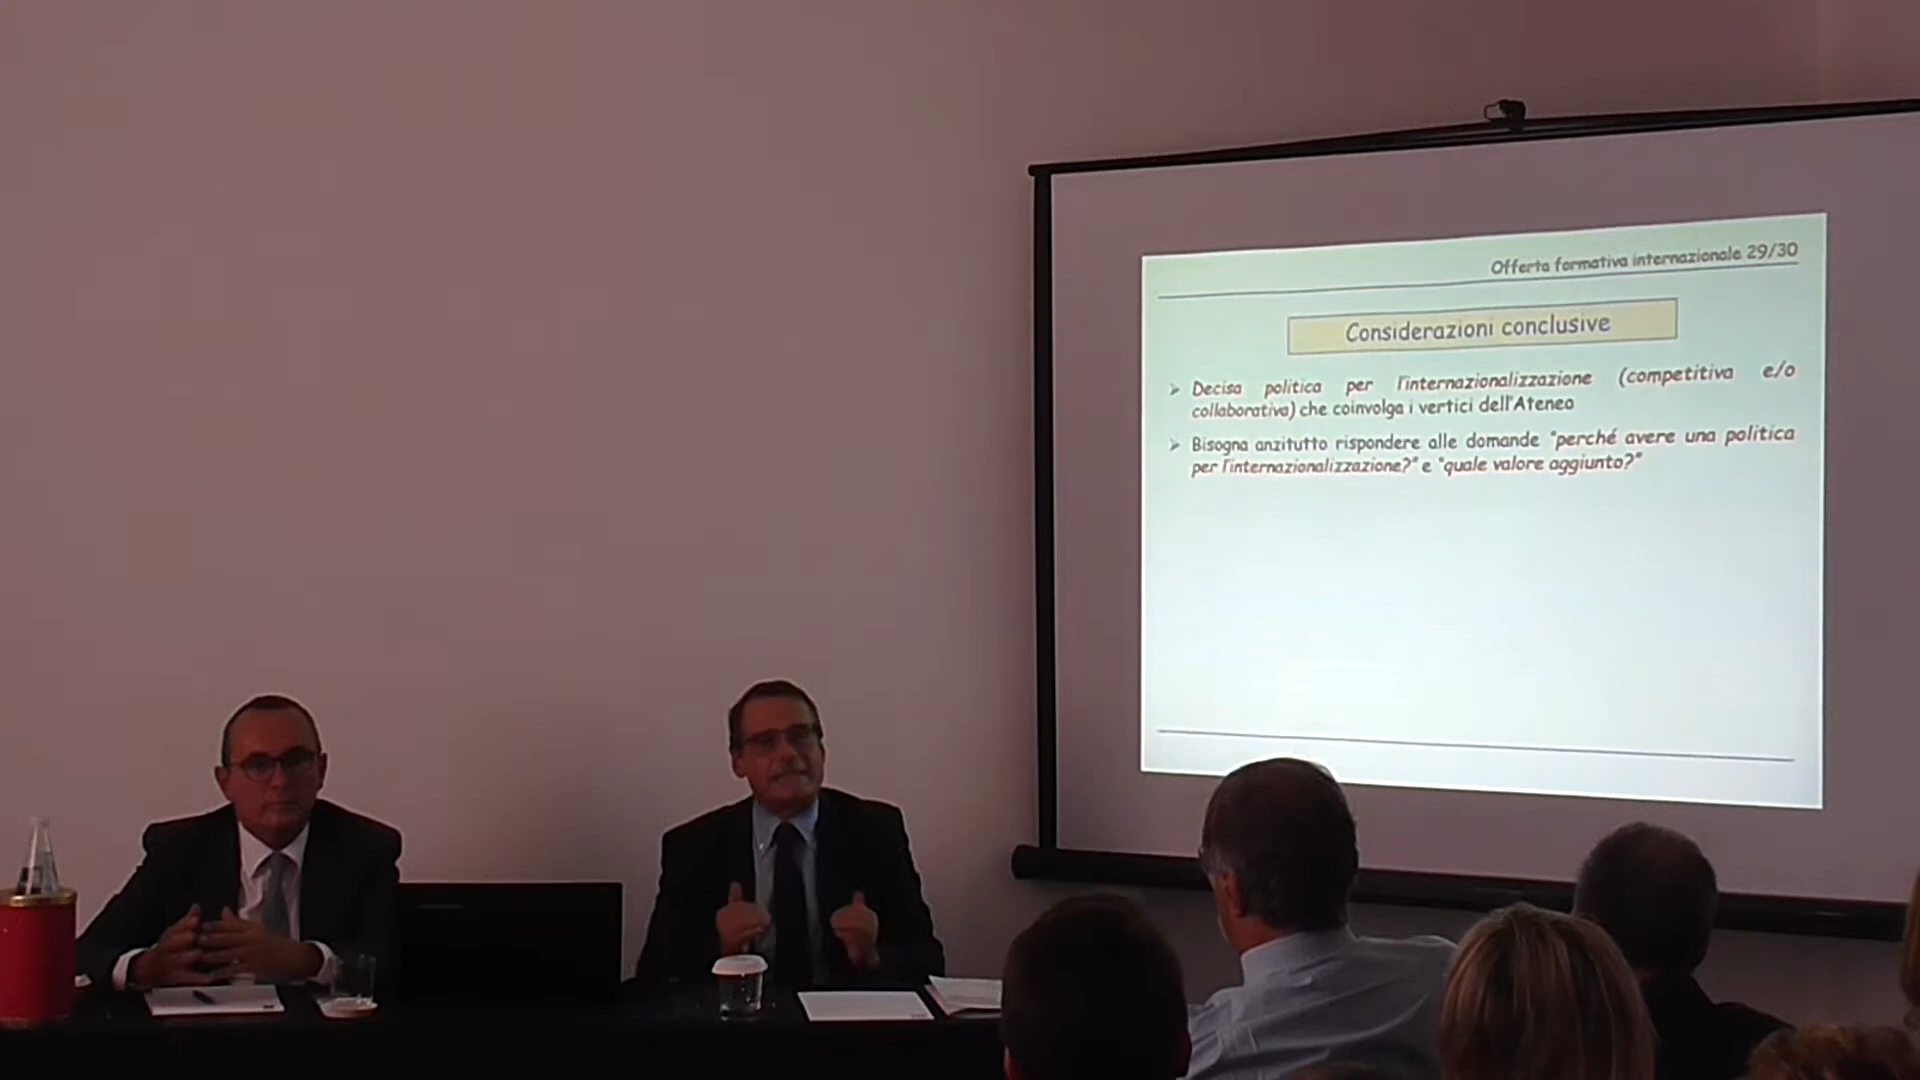 Offerta formativa internazionale 29/30
Considerazioni conclusive
➢ Decisa politica per l'internazionalizzazione (competitiva e/o
collaborativa) che coinvolga i vertici dell'Ateneo
➢ Bisogna anzitutto rispondere alle domande "perché avere una politica
per l'internazionalizzazione?" e "quale valore aggiunto?"